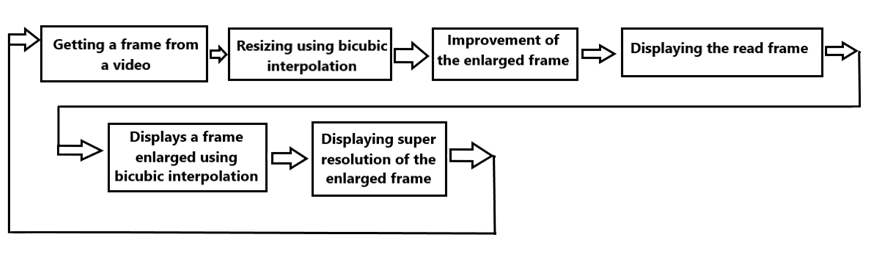 Getting a frame from
a video
Resizing using bicubic
interpolation
Improvement of
the enlarged frame
Displaying the read frame
Displays a frame
enlarged using
bicubic interpolation
Displaying super
resolution of the
enlarged frame